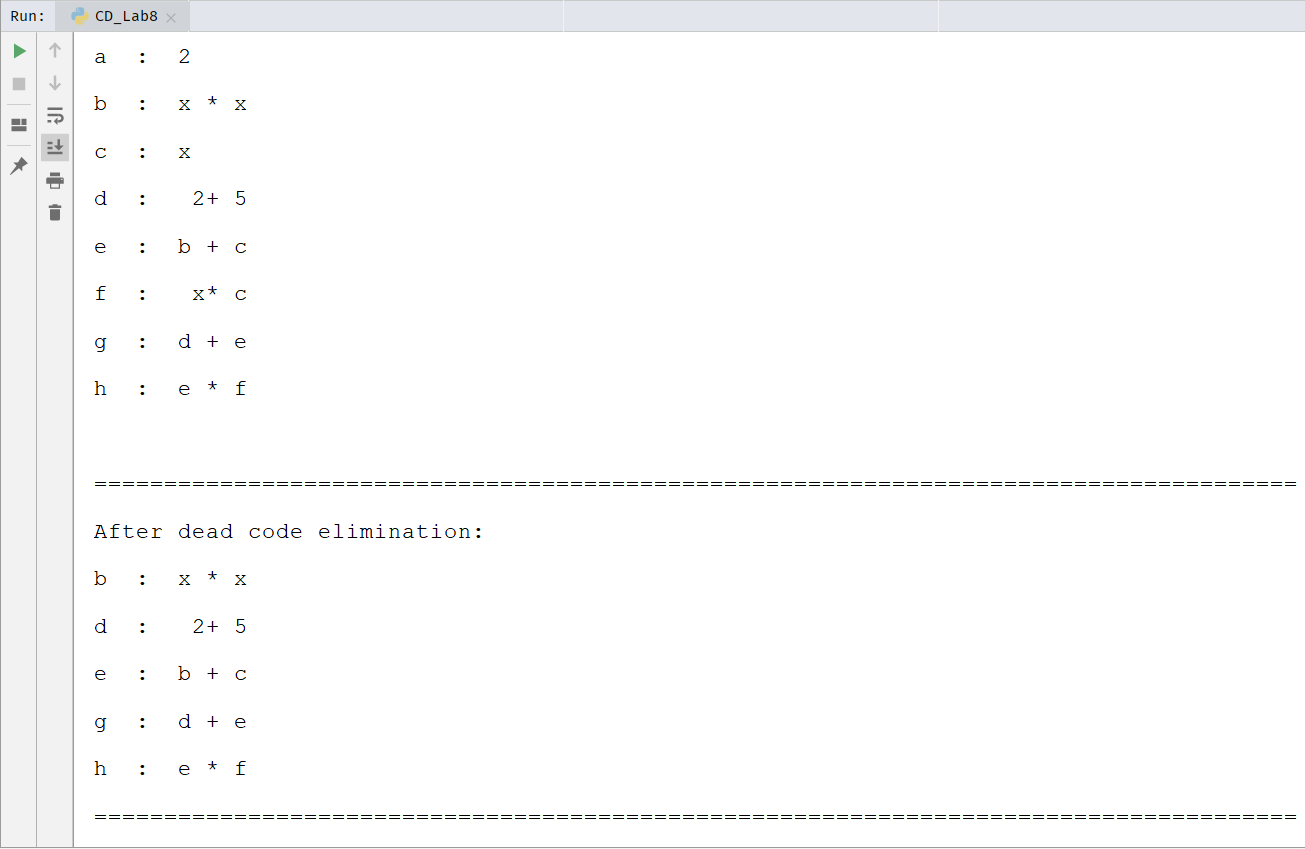 Run: CD_Lab8
a  :  2
b  :  x * x
c  :  x
d  :   2+ 5
e  :  b + c
f  :   x* c
g  :  d + e
h  :  e * f
======================================================================================
After dead code elimination:
b  :  x * x
d  :   2+ 5
e  :  b + c
g  :  d + e
h  :  e * f
======================================================================================